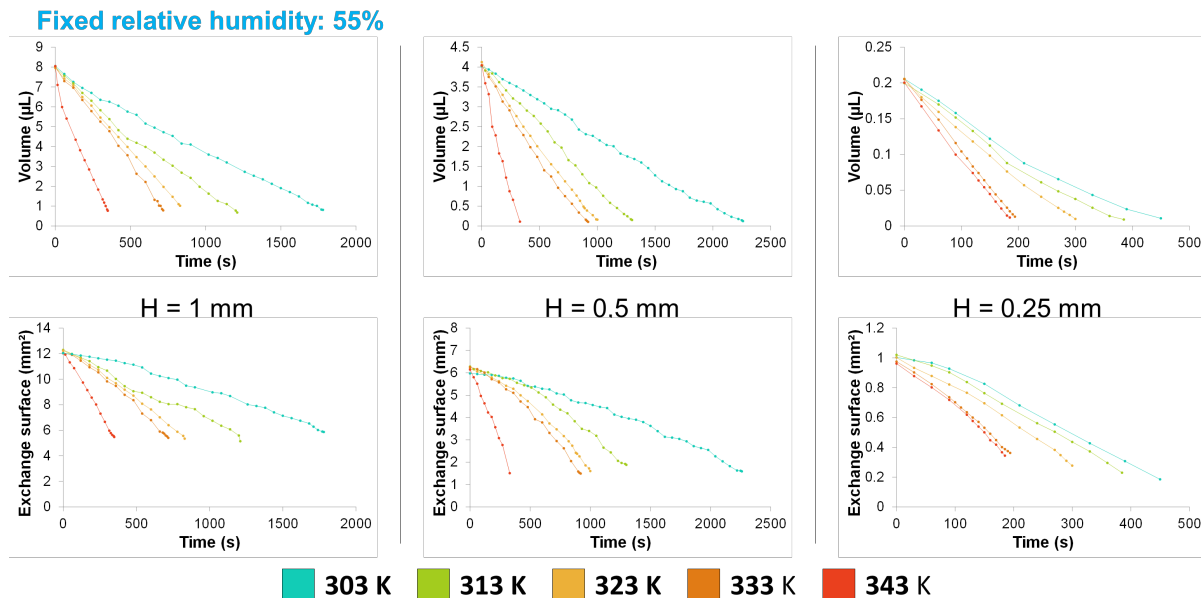 Fixed relative humidity: 55%
Volume (µL)
9
8
7
6
5
4
3
2
1
0
0 500 1000 1500 2000
Time (s)
Volume (µL)
4.5
4
3.5
3
2.5
2
1.5
1
0.5
0
0 500 1000 1500 2000 2500
Time (s)
Volume (µL)
0.25
0.2
0.15
0.1
0.05
0
0 100 200 300 400 500
Time (s)
H = 1 mm
H = 0.5 mm
H = 0.25 mm
Exchange surface (mm²)
14
12
10
8
6
4
2
0
0 500 1000 1500 2000
Time (s)
Exchange surface (mm²)
8
7
6
5
4
3
2
1
0
0 500 1000 1500 2000 2500
Time (s)
Exchange surface (mm²)
1.2
1
0.8
0.6
0.4
0.2
0
0 100 200 300 400 500
Time (s)
303 K 313 K 323 K 333 K 343 K